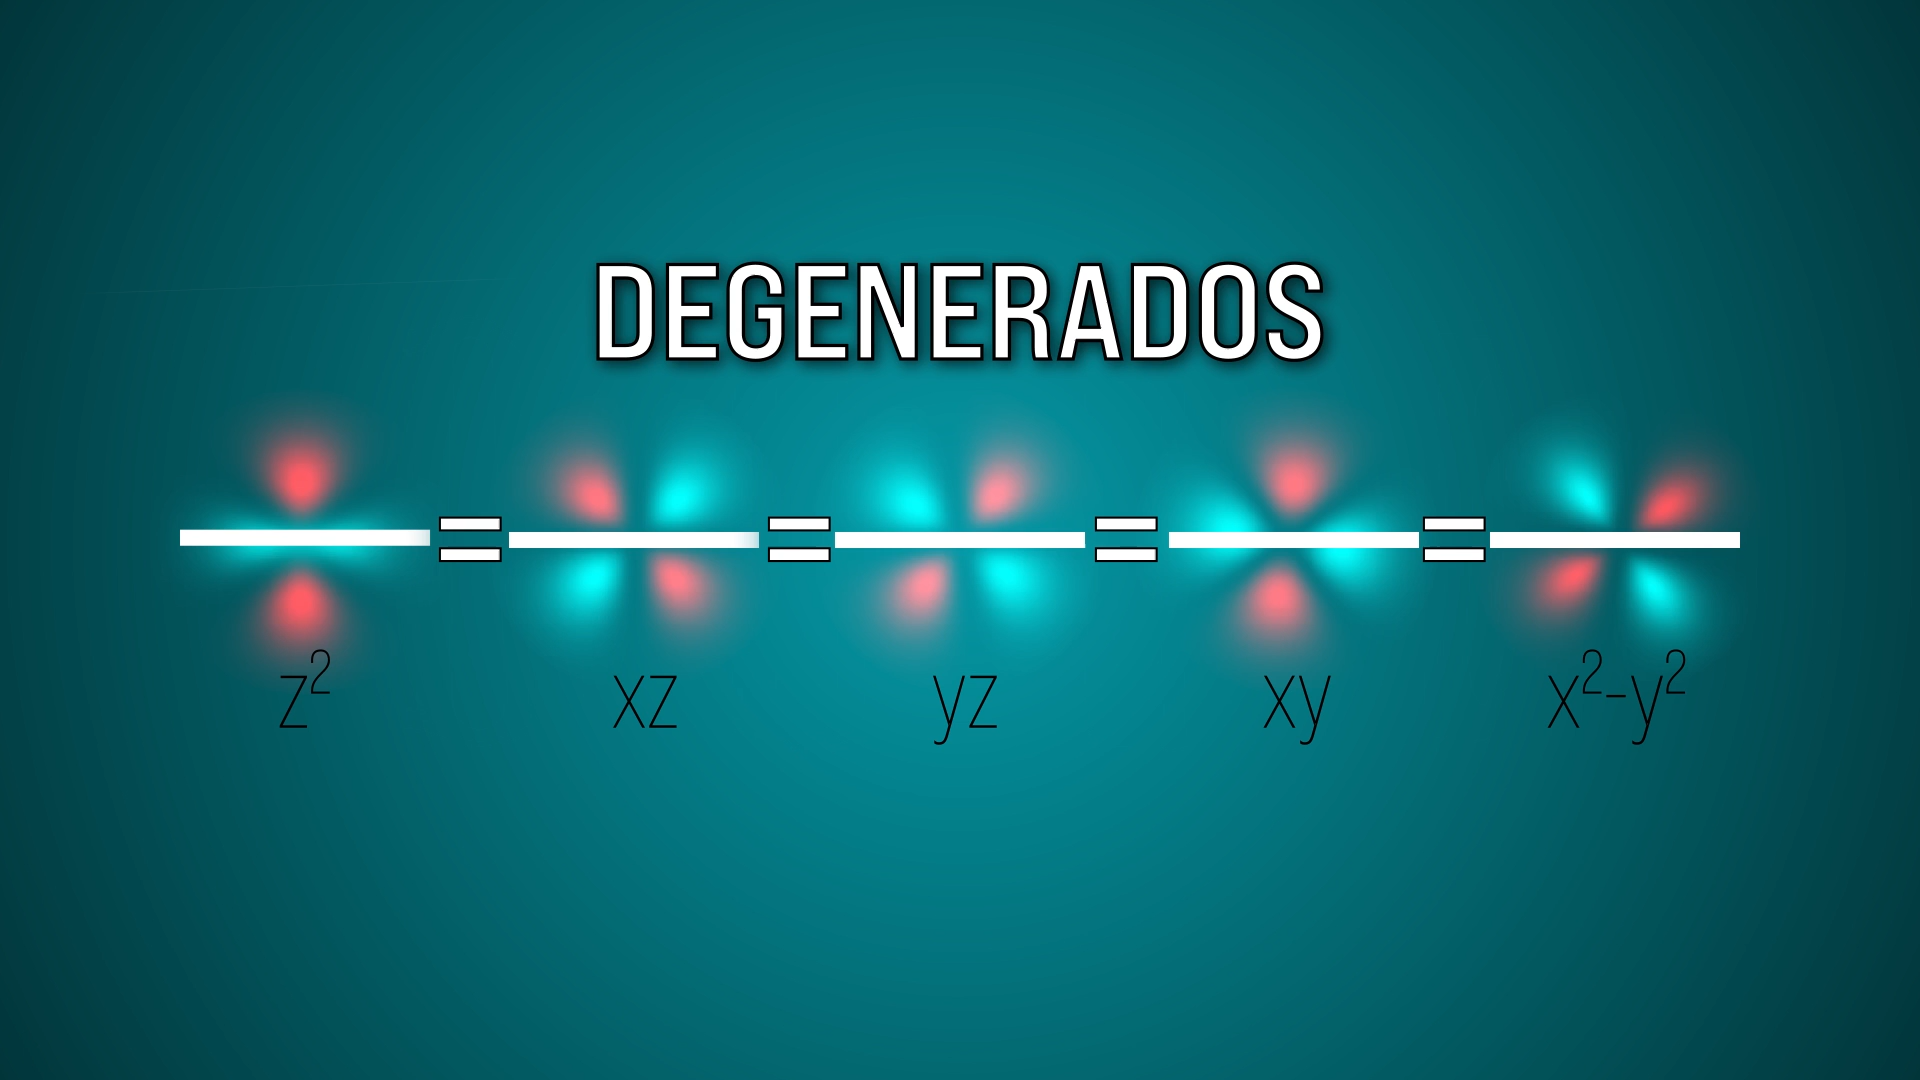 DEGENERADOS
= = = =
z² xz yz xy x²-y²